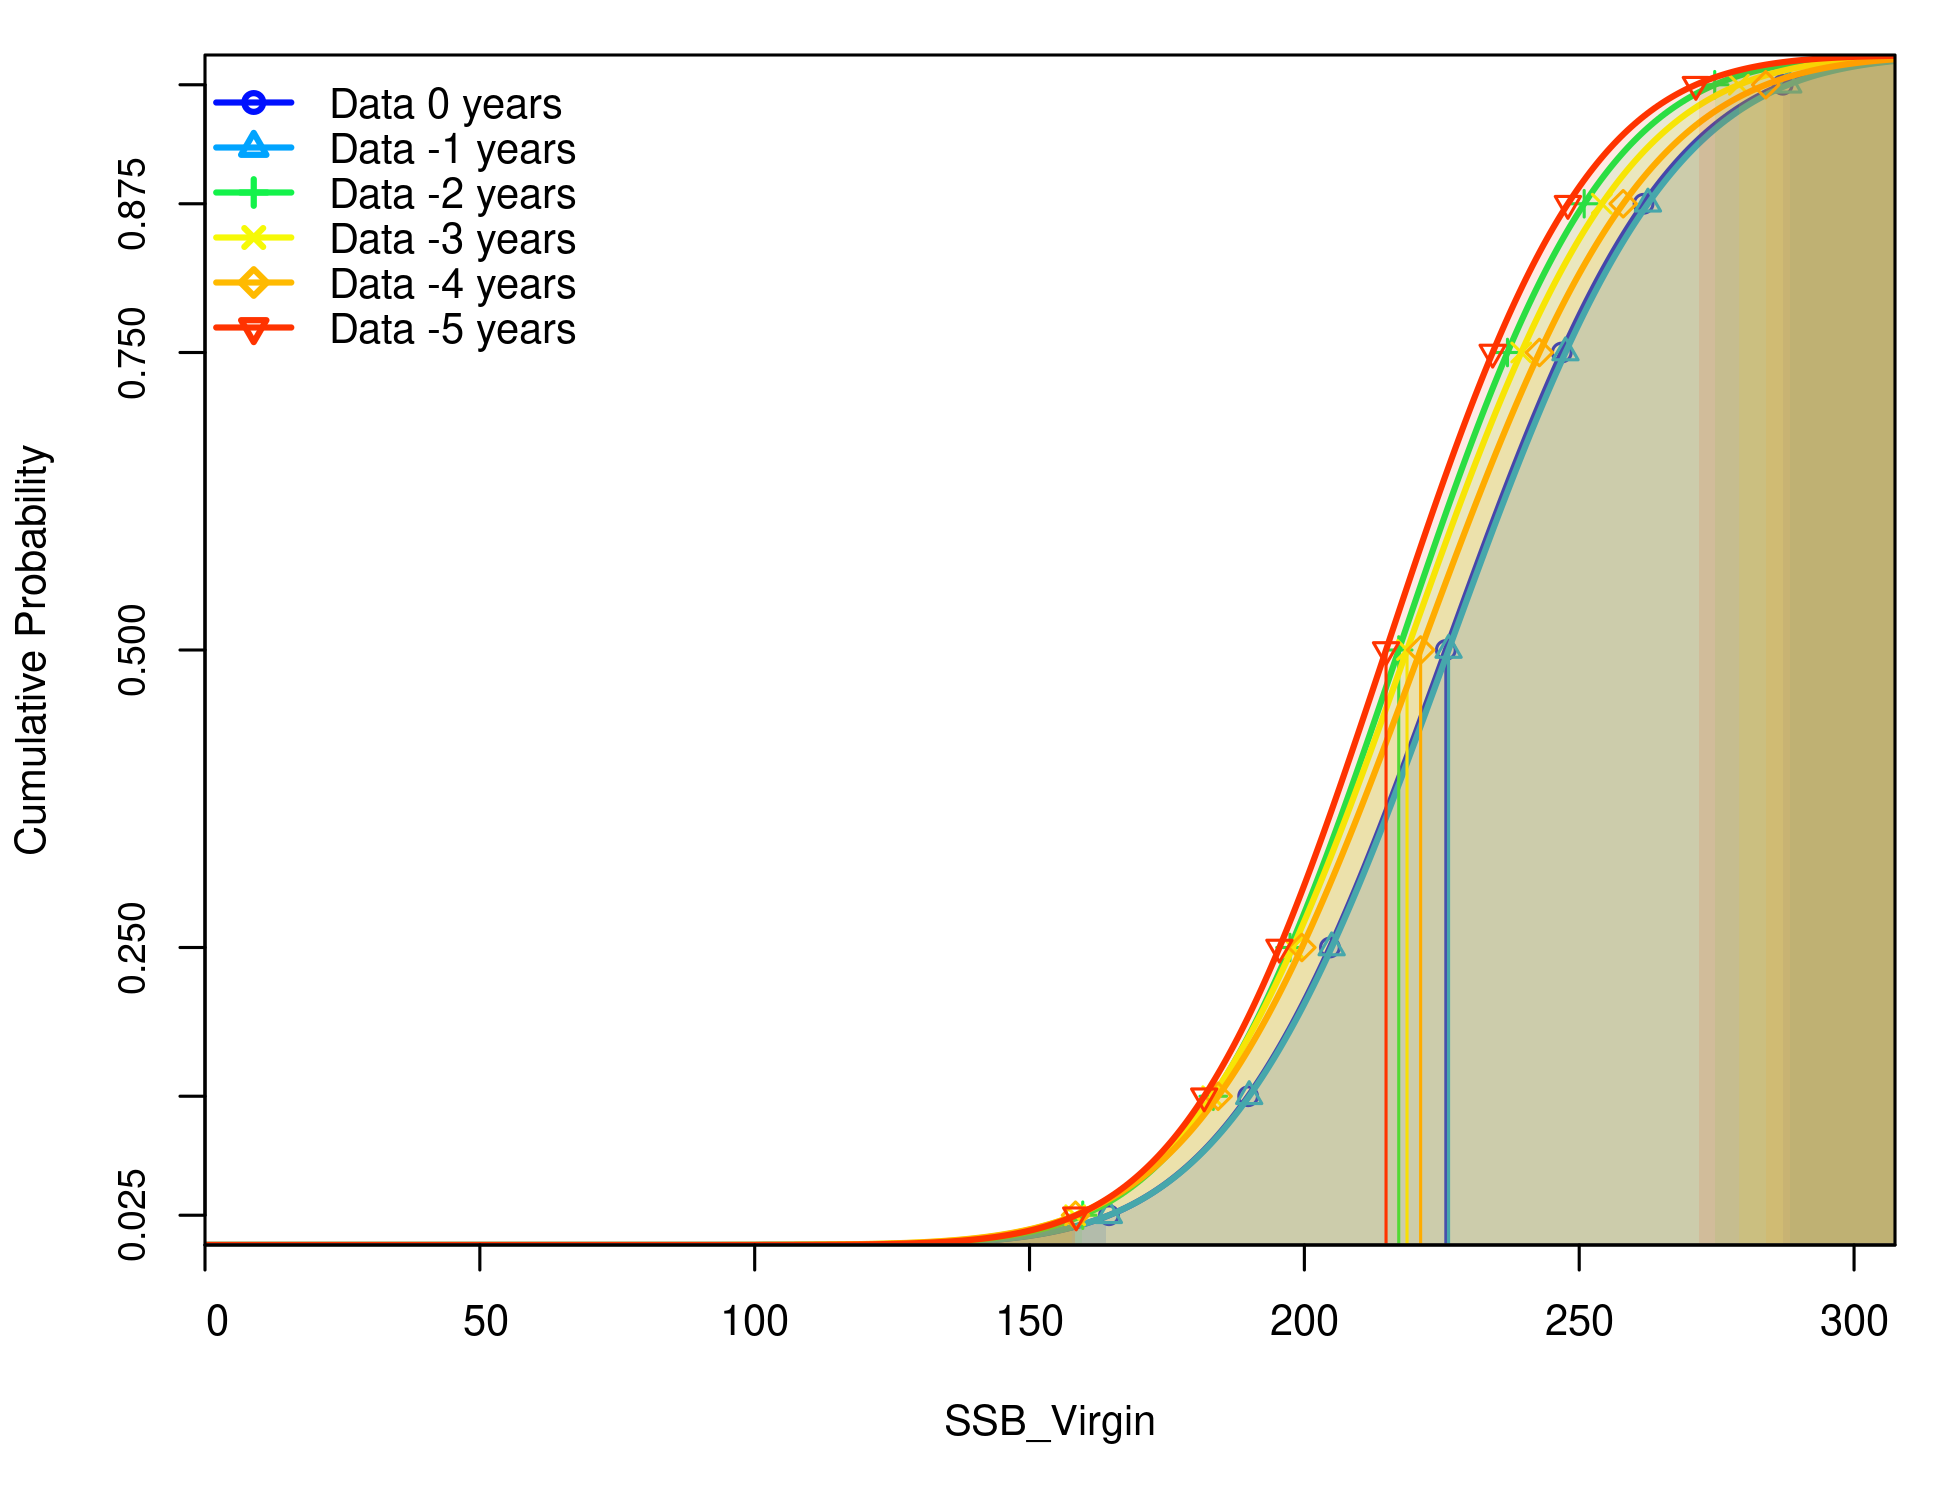 Data 0 years
Data -1 years
Data -2 years
Data -3 years
Data -4 years
Data -5 years
0.875
0.750
0.500
0.250
0.025
Cumulative Probability
0 50 100 150 200 250 300
SSB_Virgin